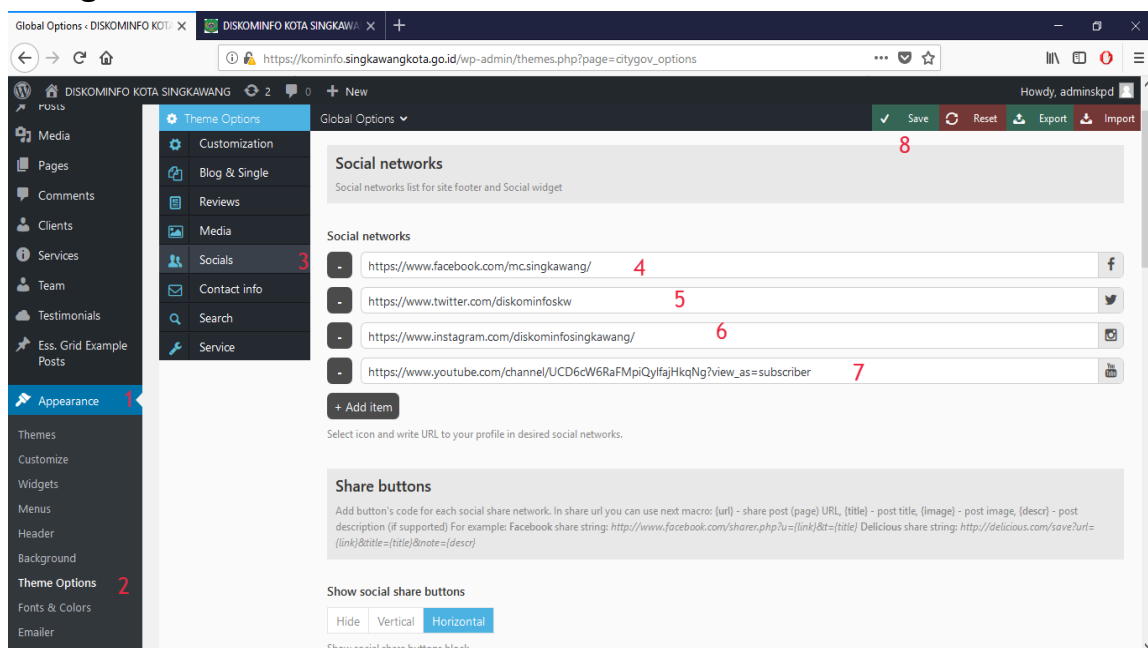 Global Options ‹ DISKOMINFO KOTA
DISKOMINFO KOTA SINGKAWA
https://kominfo.singkawangkota.go.id/wp-admin/themes.php?page=citygov_options
DISKOMINFO KOTA SINGKAWANG 2 0 + New
Howdy, adminskpd
Posts
Media
Pages
Comments
Clients
Services
Team
Testimonials
Ess. Grid Example
Posts
Appearance 1
Themes
Customize
Widgets
Menus
Header
Background
Theme Options 2
Fonts & Colors
Emailer
Theme Options
Customization
Blog & Single
Reviews
Media
Socials 3
Contact info
Search
Service
Global Options
Save Reset Export Import
8
Social networks
Social networks list for site footer and Social widget
Social networks
- https://www.facebook.com/mc.singkawang/ 4
- https://www.twitter.com/diskominfoskw 5
- https://www.instagram.com/diskominfosingkawang/ 6
- https://www.youtube.com/channel/UCD6cW6RaFMpiQylfajHkqNg?view_as=subscriber 7
You Tube
+ Add item
Select icon and write URL to your profile in desired social networks.
Share buttons
Add button's code for each social share network. In share url you can use next macro: {url} - share post (page) URL, {title} - post title, {image} - post image, {descr} - post
description (if supported) For example: Facebook share string: http://www.facebook.com/sharer.php?u={link}&t={title} Delicious share string: http://delicious.com/save?url=
{link}&title={title}&note={descr}
Show social share buttons
Hide Vertical Horizontal
Show social share buttons block